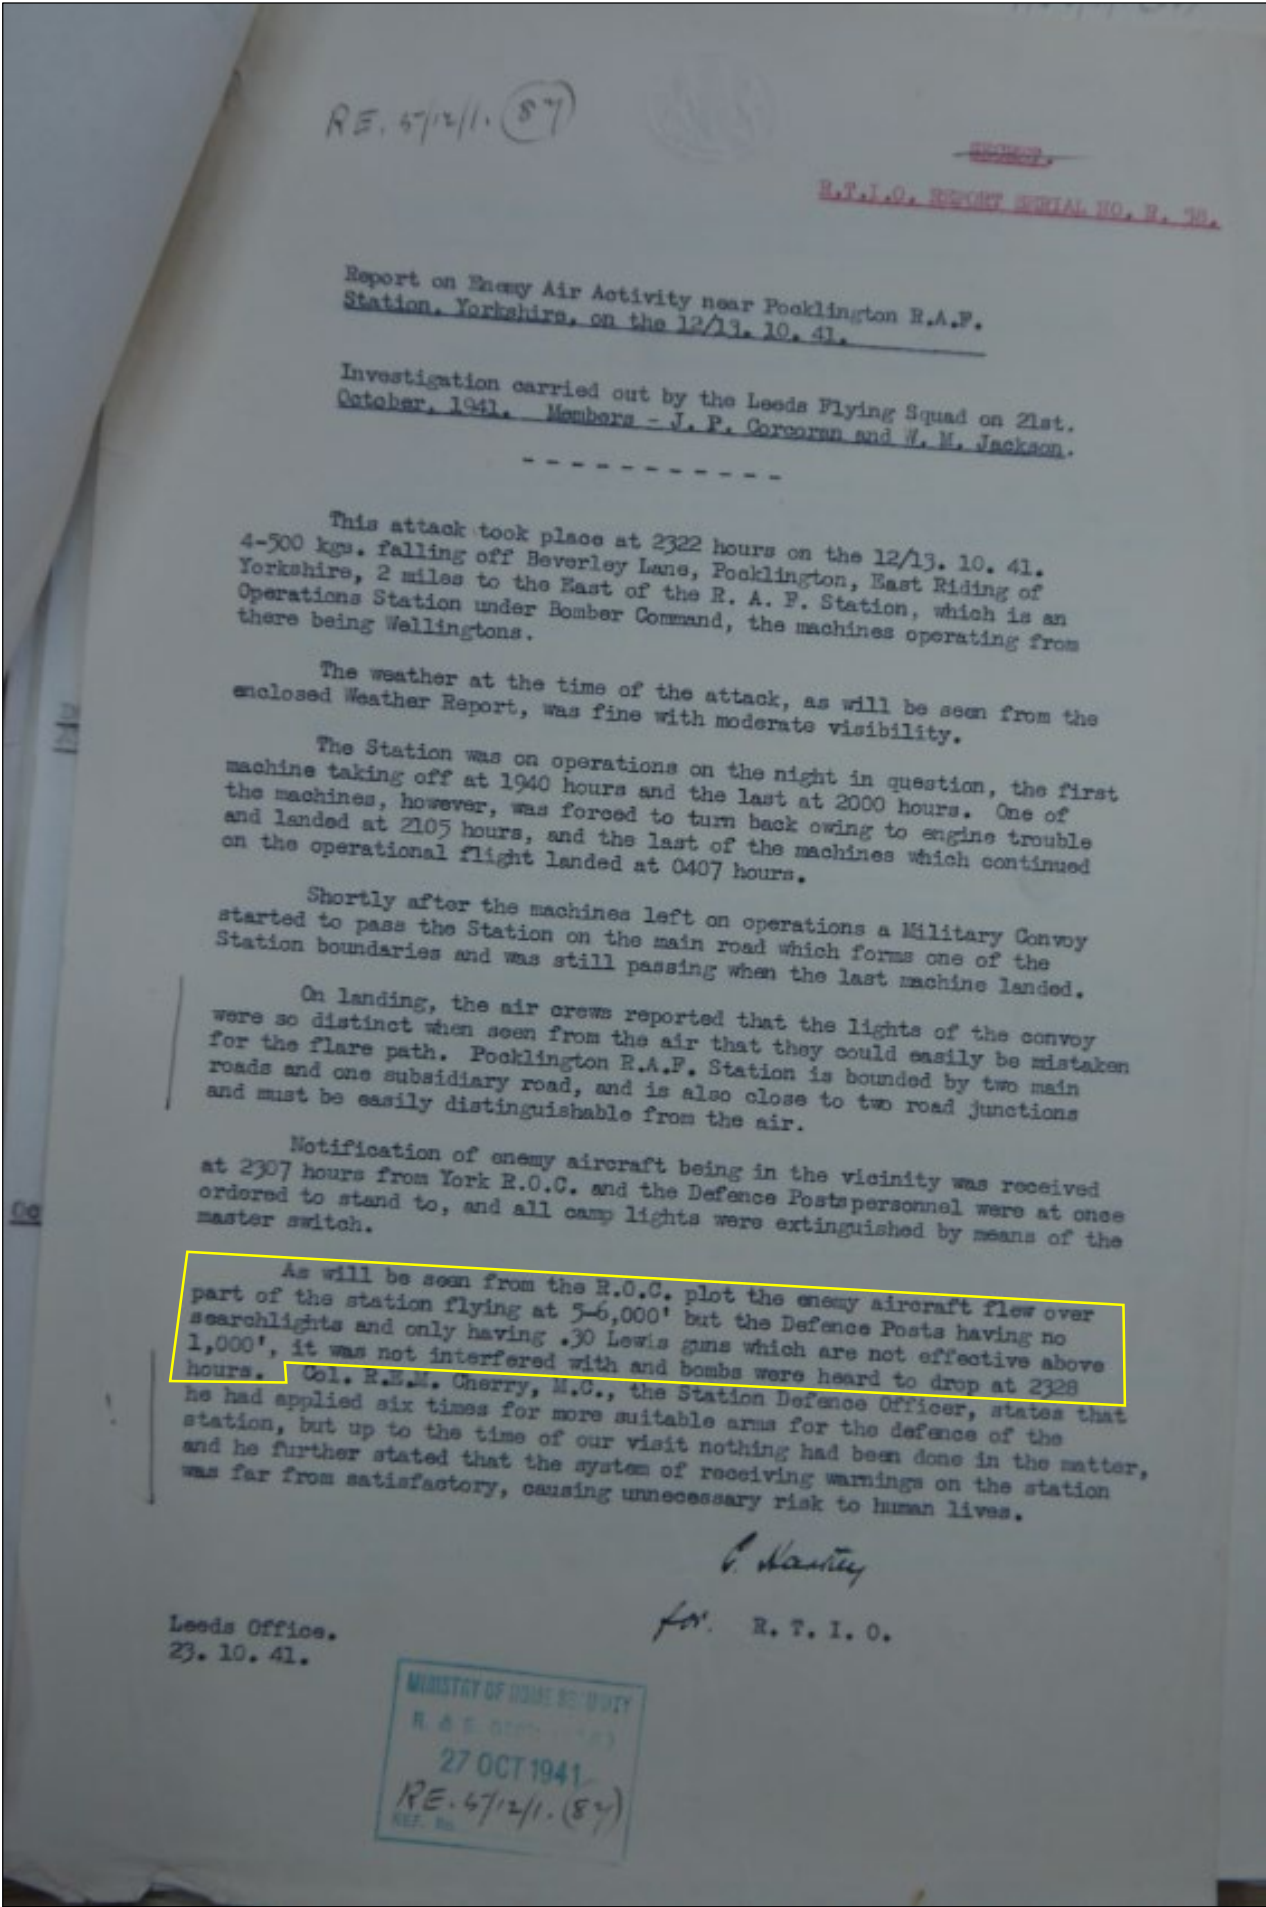 RE. 5/12/1. (87)
SECRET.
R.T.I.O. REPORT SERIAL NO. R. 38.
Report on Enemy Air Activity near Pocklington R.A.F.
Station, Yorkshire, on the 12/13. 10. 41.
Investigation carried out by the Leeds Flying Squad on 21st.
October, 1941. Members - J. P. Corcoran and W. M. Jackson.
- - - - - - - - - - -
This attack took place at 2322 hours on the 12/13. 10. 41.
4-500 kgs. falling off Beverley Lane, Pocklington, East Riding of
Yorkshire, 2 miles to the East of the R. A. F. Station, which is an
Operations Station under Bomber Command, the machines operating from
there being Wellingtons.
The weather at the time of the attack, as will be seen from the
enclosed Weather Report, was fine with moderate visibility.
The Station was on operations on the night in question, the first
machine taking off at 1940 hours and the last at 2000 hours. One of
the machines, however, was forced to turn back owing to engine trouble
and landed at 2105 hours, and the last of the machines which continued
on the operational flight landed at 0407 hours.
Shortly after the machines left on operations a Military Convoy
started to pass the Station on the main road which forms one of the
Station boundaries and was still passing when the last machine landed.
On landing, the air crews reported that the lights of the convoy
were so distinct when seen from the air that they could easily be mistaken
for the flare path. Pocklington R.A.F. Station is bounded by two main
roads and one subsidiary road, and is also close to two road junctions
and must be easily distinguishable from the air.
Notification of enemy aircraft being in the vicinity was received
at 2307 hours from York R.O.C. and the Defence Posts personnel were at once
ordered to stand to, and all camp lights were extinguished by means of the
master switch.
As will be seen from the R.O.C. plot the enemy aircraft flew over
part of the station flying at 5-6,000' but the Defence Posts having no
searchlights and only having .30 Lewis guns which are not effective above
1,000', it was not interfered with and bombs were heard to drop at 2328
hours. Col. R.E.M. Cherry, M.C., the Station Defence Officer, states that
he had applied six times for more suitable arms for the defence of the
station, but up to the time of our visit nothing had been done in the matter,
and he further stated that the system of receiving warnings on the station
was far from satisfactory, causing unnecessary risk to human lives.
for. R. T. I. O.
Leeds Office.
23. 10. 41.
MINISTRY OF HOME SECURITY
R. & E.
27 OCT 1941
RE. 5/12/1. (87)
REF. No.